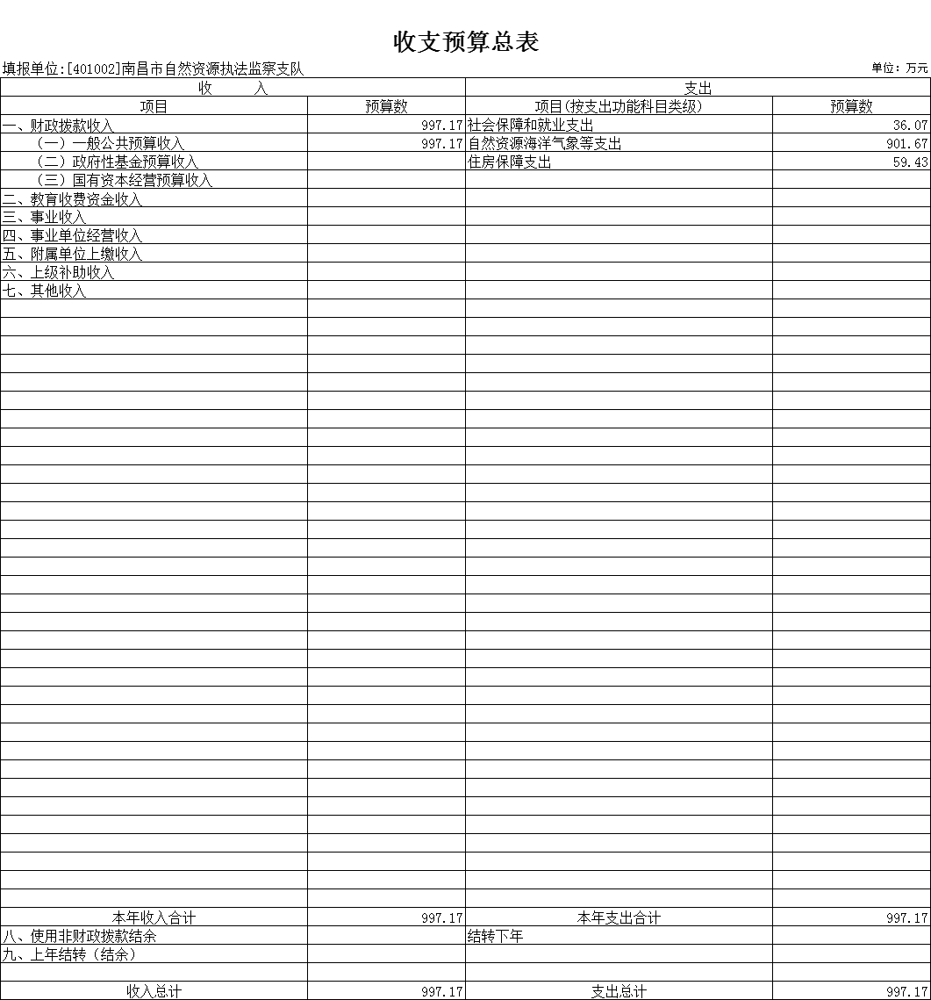 收支预算总表
填报单位:[401002]南昌市自然资源执法监察支队 单位：万元
收 入 支出
项目 预算数 项目(按支出功能科目类级) 预算数
一、财政拨款收入 997.17 社会保障和就业支出 36.07
（一）一般公共预算收入 997.17 自然资源海洋气象等支出 901.67
（二）政府性基金预算收入 住房保障支出 59.43
（三）国有资本经营预算收入
二、教育收费资金收入
三、事业收入
四、事业单位经营收入
五、附属单位上缴收入
六、上级补助收入
七、其他收入
本年收入合计 997.17 本年支出合计 997.17
八、使用非财政拨款结余 结转下年
九、上年结转（结余）
收入总计 997.17 支出总计 997.17